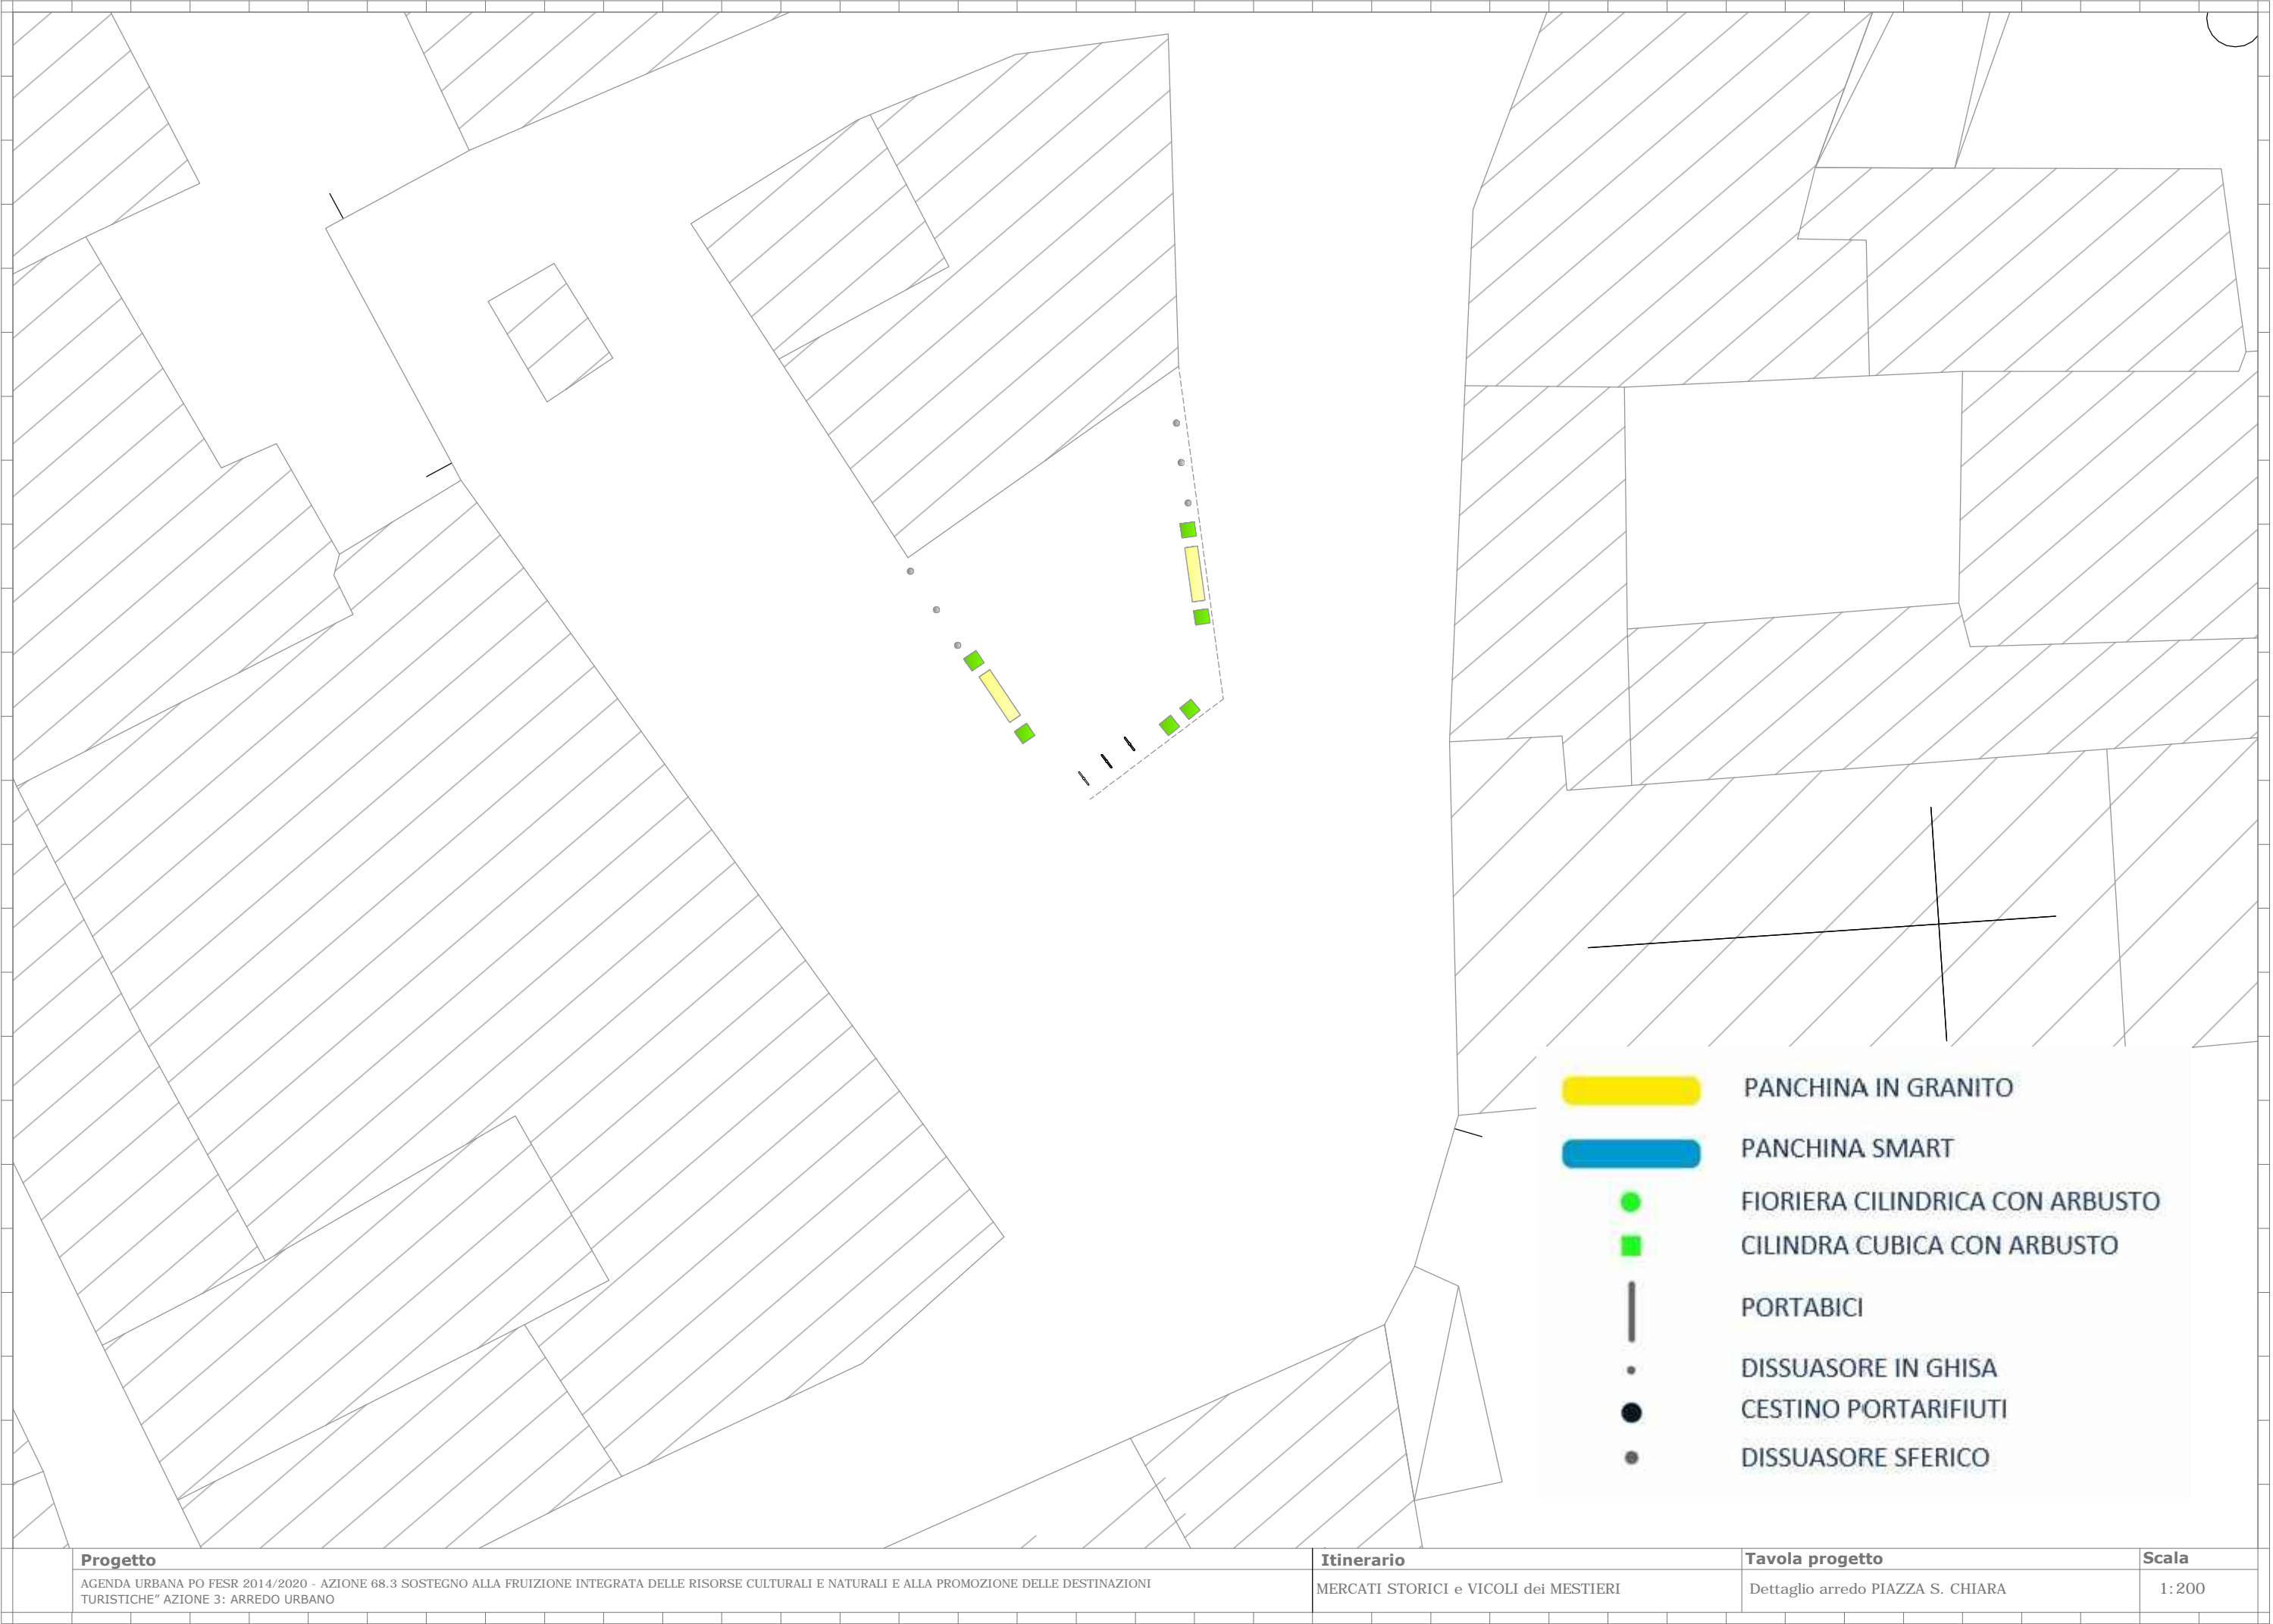 PANCHINA IN GRANITO
PANCHINA SMART
FIORIERA CILINDRICA CON ARBUSTO
CILINDRA CUBICA CON ARBUSTO
PORTABICI
DISSUASORE IN GHISA
CESTINO PORTARIFIUTI
DISSUASORE SFERICO
Progetto
AGENDA URBANA PO FESR 2014/2020 - AZIONE 68.3 SOSTEGNO ALLA FRUIZIONE INTEGRATA DELLE RISORSE CULTURALI E NATURALI E ALLA PROMOZIONE DELLE DESTINAZIONI
TURISTICHE” AZIONE 3: ARREDO URBANO
Itinerario
MERCATI STORICI e VICOLI dei MESTIERI
Tavola progetto
Dettaglio arredo PIAZZA S. CHIARA
Scala
1:200